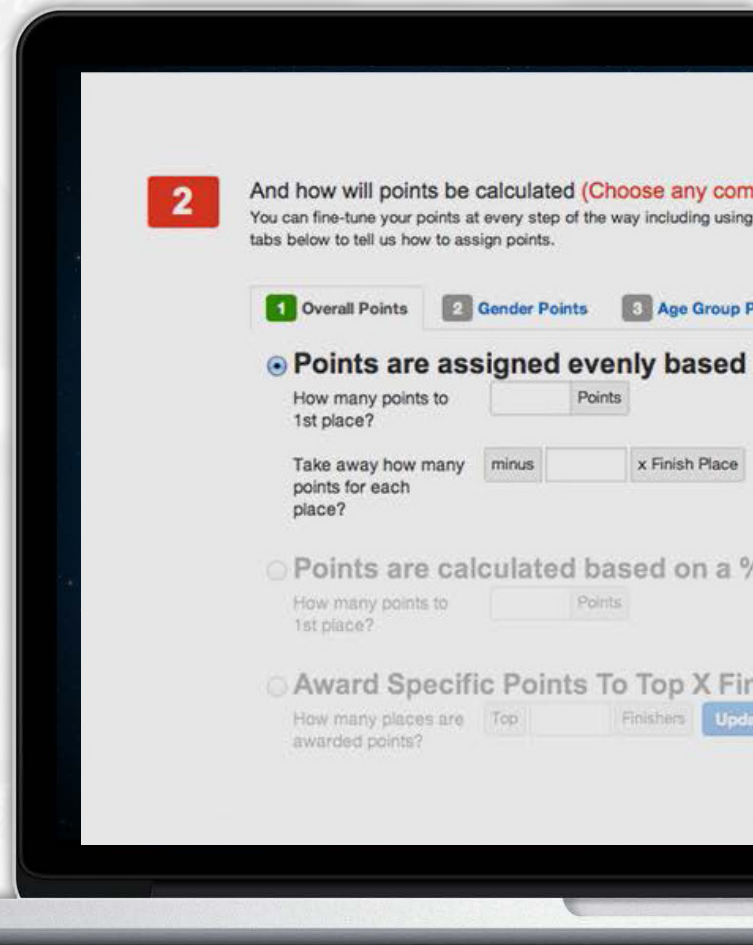 2
And how will points be calculated (Choose any com
You can fine-tune your points at every step of the way including using
tabs below to tell us how to assign points.
1 Overall Points 2 Gender Points 3 Age Group P
Points are assigned evenly based
How many points to Points
1st place?
Take away how many minus x Finish Place
points for each
place?
Points are calculated based on a %
How many points to Points
1st place?
Award Specific Points To Top X Fin
How many places are Top Finishers Upda
awarded points?